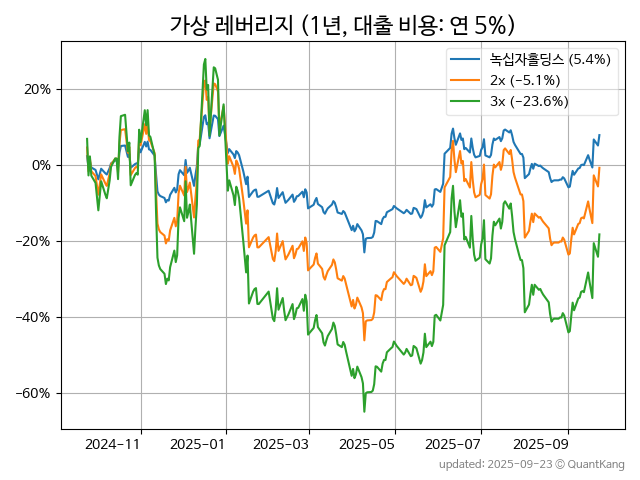 가상 레버리지 (1년, 대출 비용: 연 5%)
녹십자홀딩스 (5.4%)
2x (−5.1%)
3x (−23.6%)
20%
0%
−20%
−40%
−60%
2024-11 2025-01 2025-03 2025-05 2025-07 2025-09
updated: 2025-09-23 © QuantKang